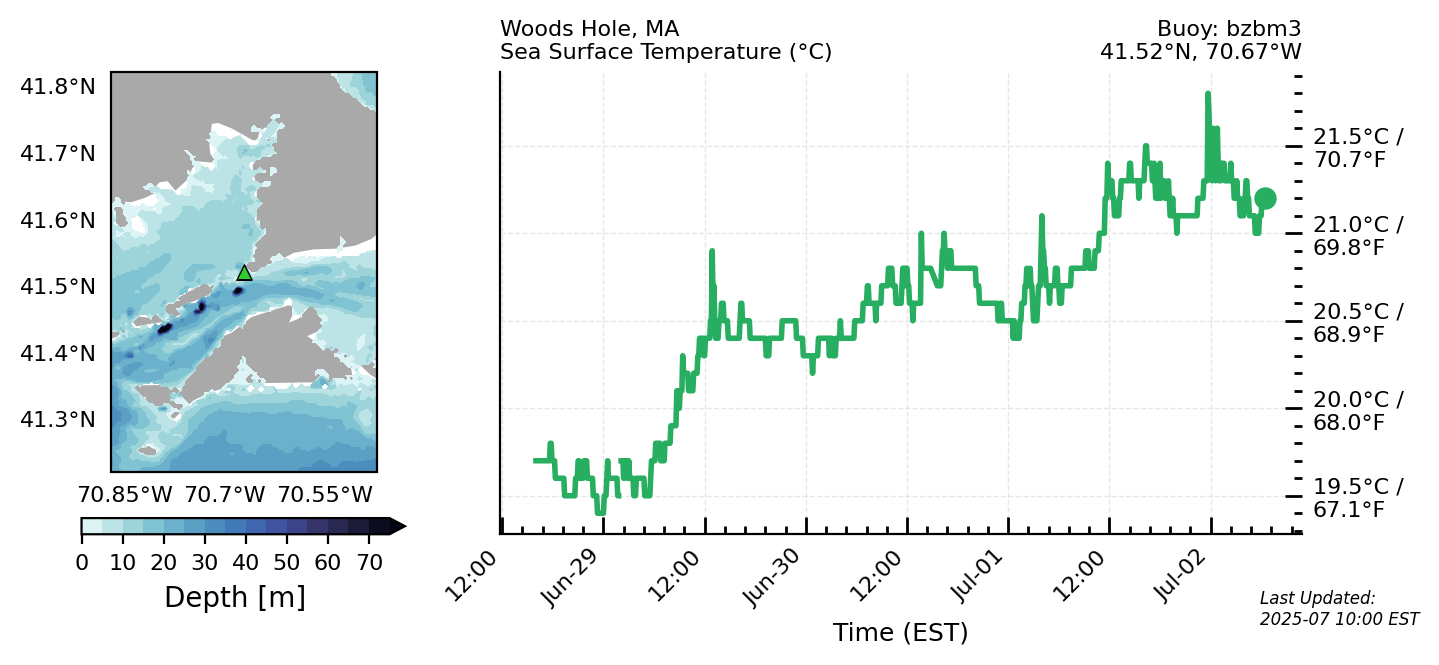 Woods Hole, MA
Sea Surface Temperature (°C)
Buoy: bzbm3
41.52°N, 70.67°W
41.8°N
41.7°N
41.6°N
41.5°N
41.4°N
41.3°N
70.85°W 70.7°W 70.55°W
0 10 20 30 40 50 60 70
Depth [m]
21.5°C /
70.7°F
21.0°C /
69.8°F
20.5°C /
68.9°F
20.0°C /
68.0°F
19.5°C /
67.1°F
12:00 Jun-29 12:00 Jun-30 12:00 Jul-01 12:00 Jul-02
Time (EST)
Last Updated:
2025-07 10:00 EST